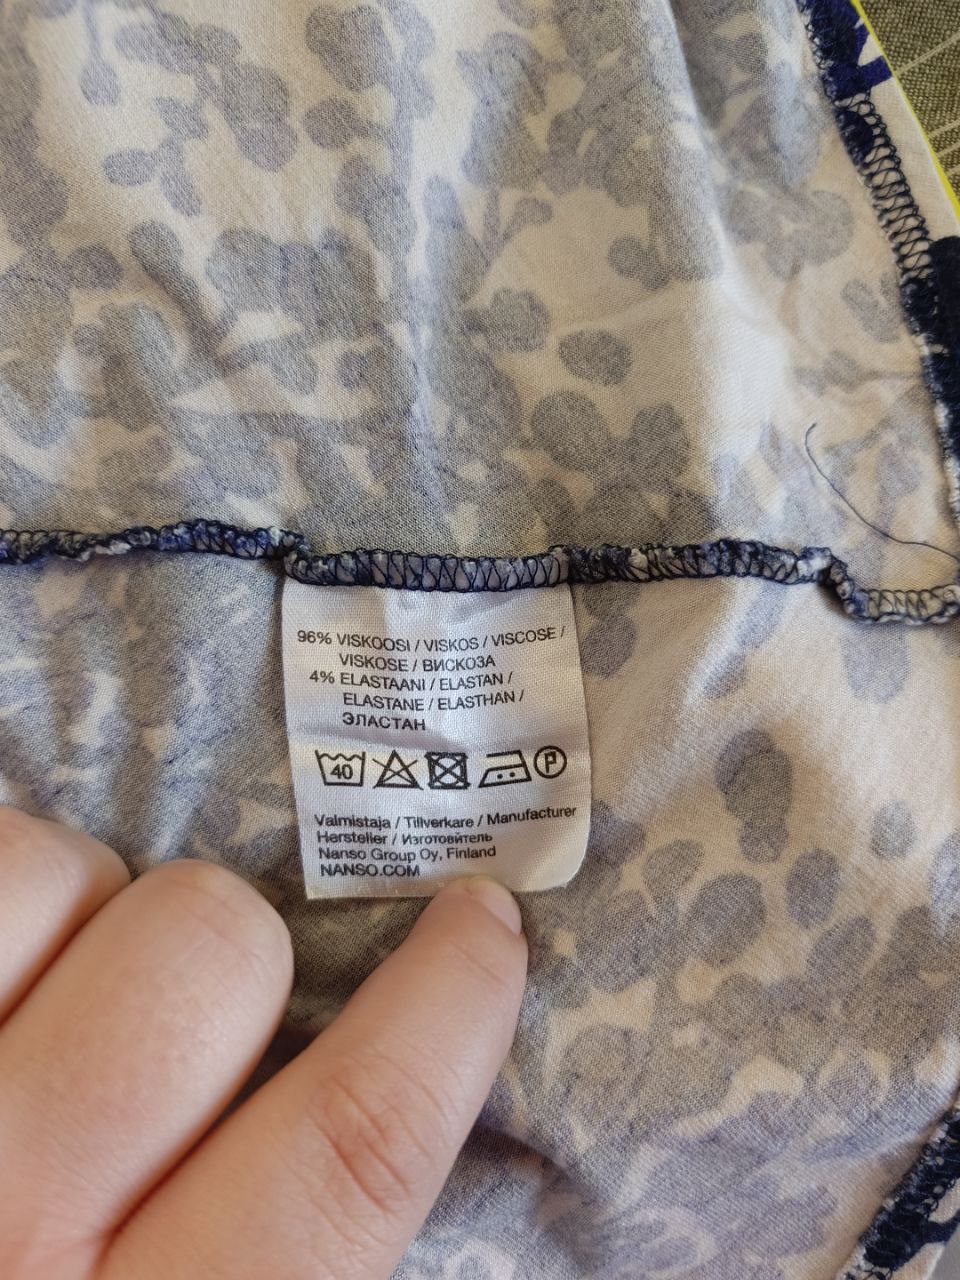 96% VISKOOSI / VISKOS / VISCOSE /
VISKOSE / ВИСКОЗА
4% ELASTAANI / ELASTAN /
ELASTANE / ELASTHAN /
ЭЛАСТАН
40 P
Valmistaja / Tillverkare / Manufacturer
Hersteller / Изготовитель
Nanso Group Oy, Finland
NANSO.COM